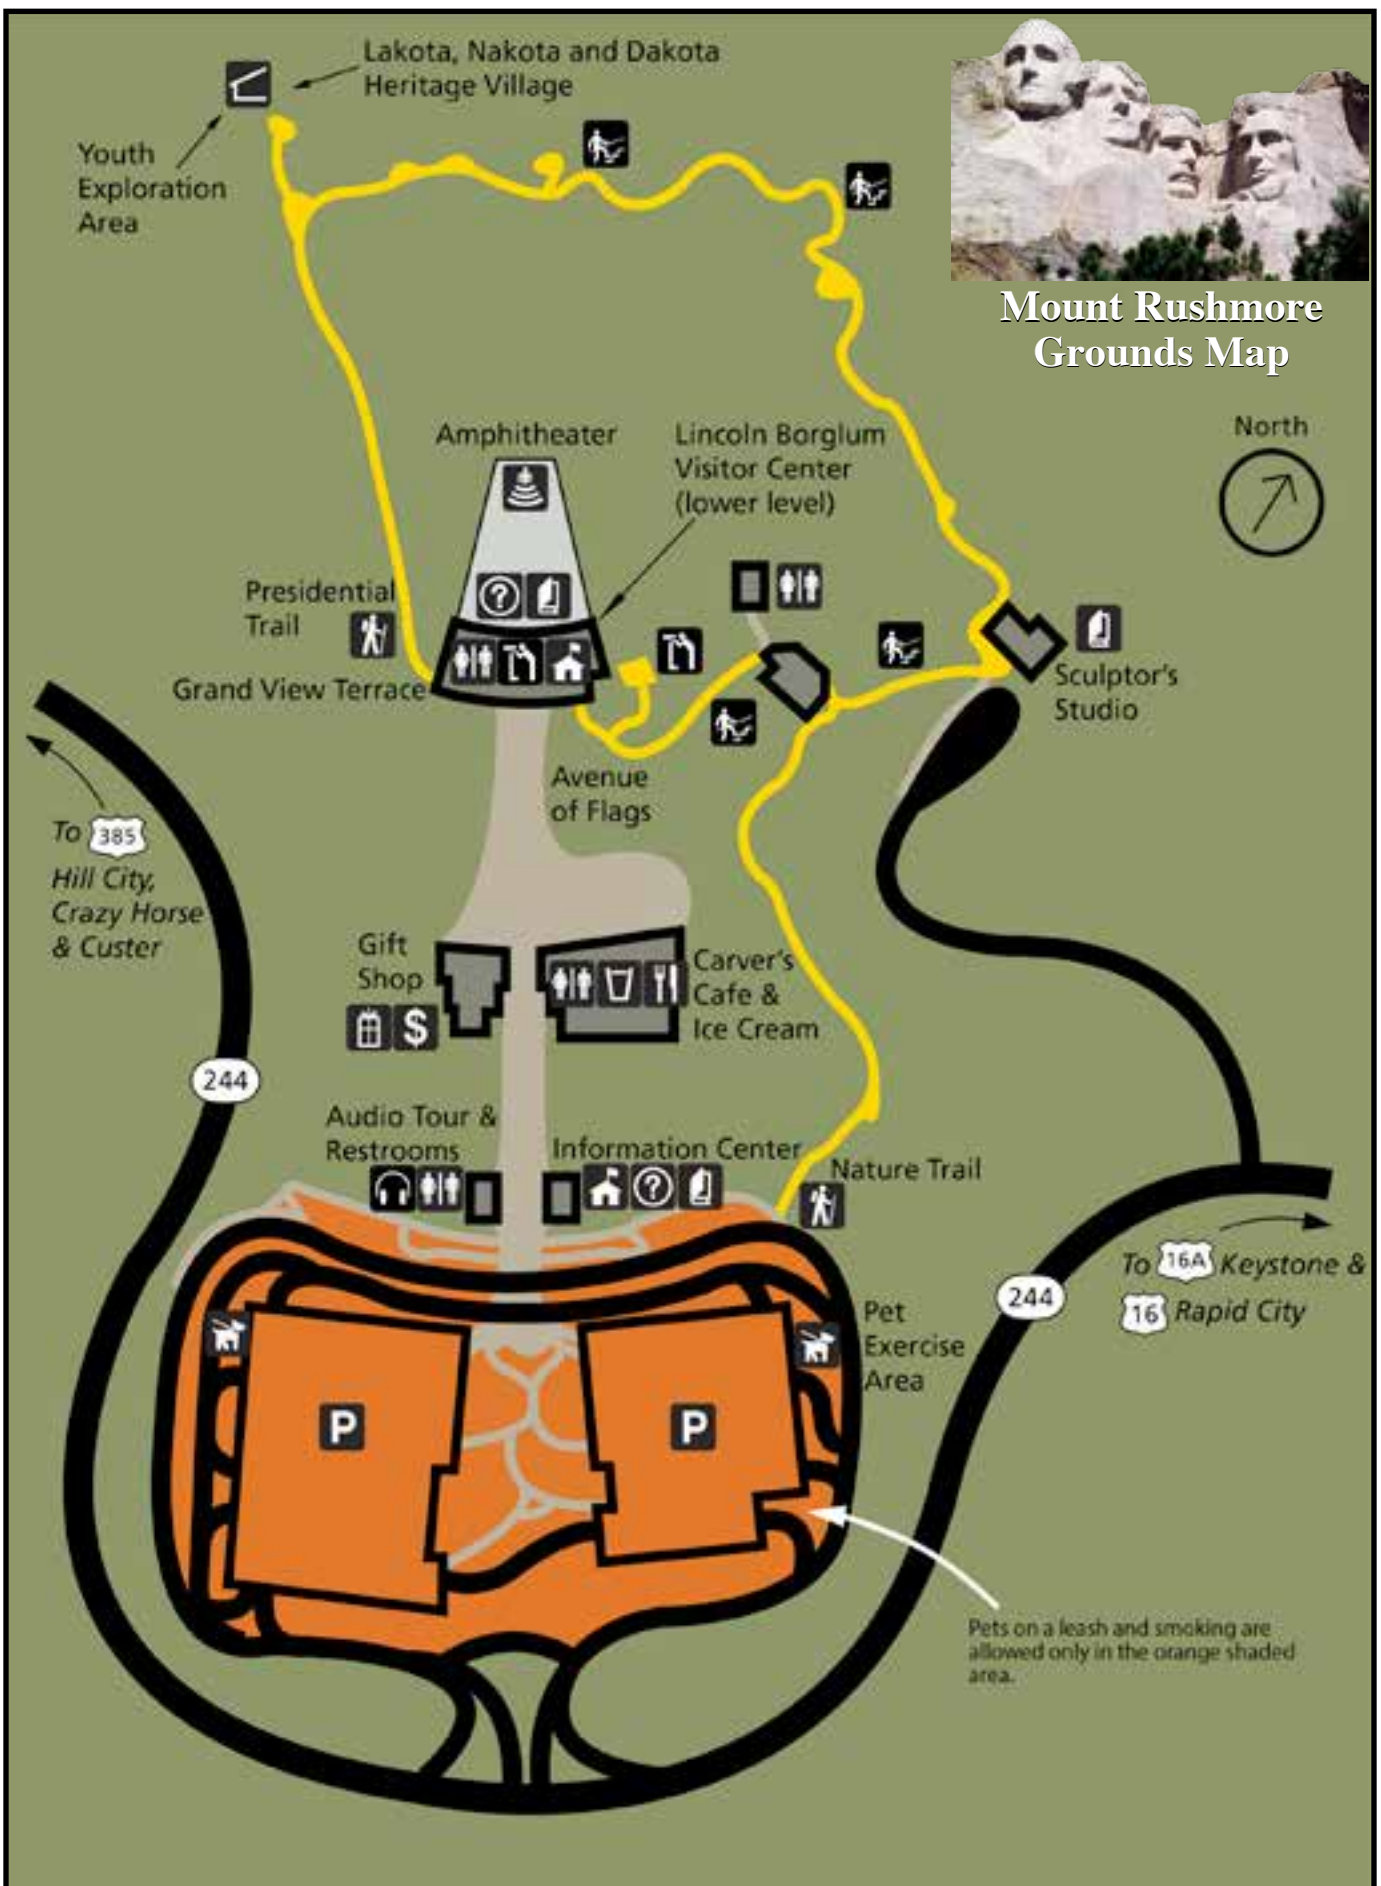 Lakota, Nakota and Dakota
Heritage Village
Youth
Exploration
Area
Mount Rushmore
Grounds Map
North
Amphitheater
Lincoln Borglum
Visitor Center
(lower level)
?
Presidential
Trail
Grand View Terrace
Sculptor's
Studio
Avenue
of Flags
To 385
Hill City,
Crazy Horse
& Custer
Gift
Shop
$
Carver's
Cafe &
Ice Cream
244
Audio Tour &
Restrooms
Information Center
?
Nature Trail
To 16A Keystone &
16 Rapid City
244
Pet
Exercise
Area
P
P
Pets on a leash and smoking are
allowed only in the orange shaded
area.